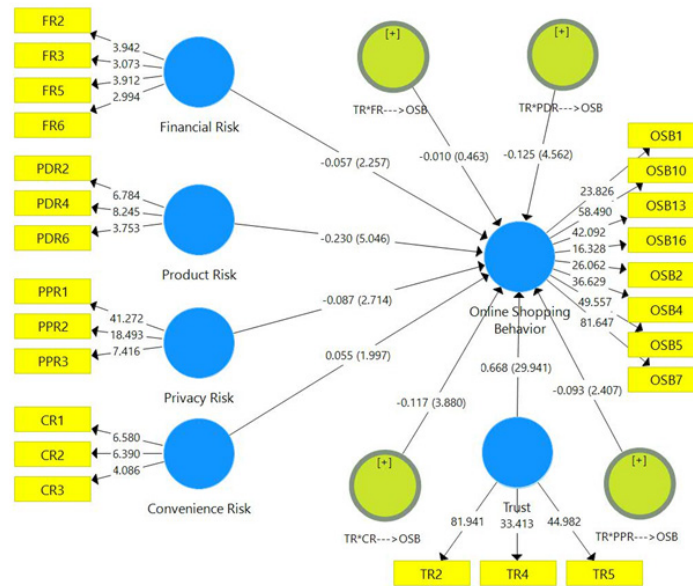 FR2
FR3
FR5
FR6
3.942
3.073
3.912
2.994
Financial Risk
[+]
TR*FR--->OSB
[+]
TR*PDR--->OSB
-0.057 (2.257)
-0.010 (0.463)
-0.125 (4.562)
PDR2
PDR4
PDR6
6.784
8.245
3.753
Product Risk
-0.230 (5.046)
OSB1
OSB10
OSB13
OSB16
OSB2
OSB4
OSB5
OSB7
23.826
58.490
42.092
16.328
26.062
36.629
49.557
81.647
Online Shopping
Behavior
PPR1
PPR2
PPR3
41.272
18.493
7.416
Privacy Risk
-0.087 (2.714)
0.055 (1.997)
CR1
CR2
CR3
6.580
6.390
4.086
Convenience Risk
-0.117 (3.880)
0.668 (29.941)
-0.093 (2.407)
[+]
TR*CR--->OSB
Trust
[+]
TR*PPR--->OSB
81.941
33.413
44.982
TR2
TR4
TR5